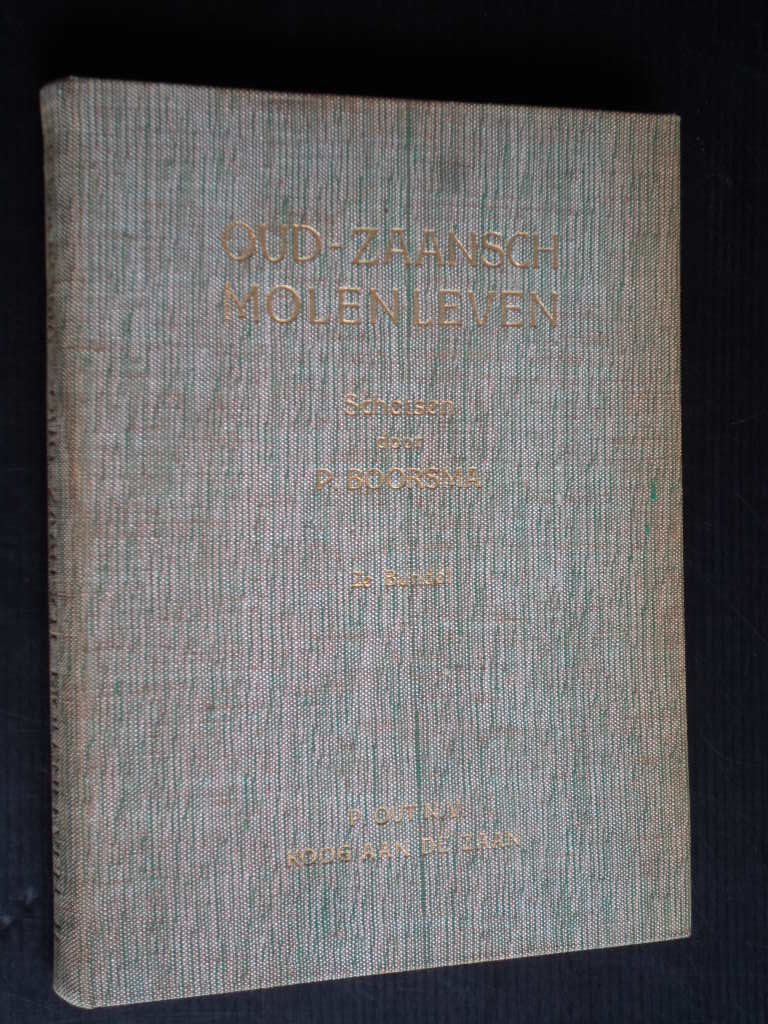 OUD-ZAANSCH
MOLENLEVEN
Schetsen
door
P. BOORSMA
2e Bundel
P. OUT N.V.
KOOG AAN DE ZAAN